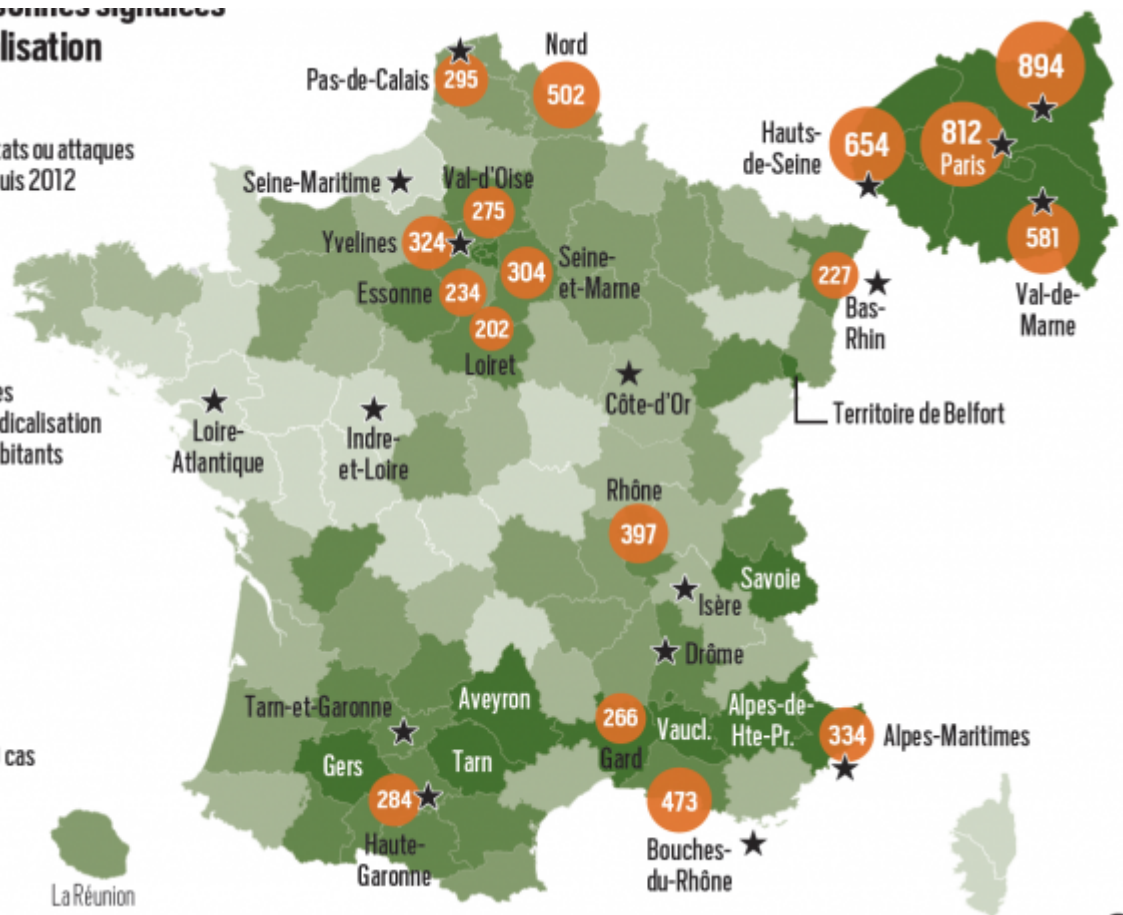 lisation
tats ou attaques
uis 2012
es
dicalisation
bitants
cas
Nord
502
Pas-de-Calais
295
894
Hauts-
de-Seine
654
812
Paris
581
Val-de-
Marne
Seine-Maritime
Val-d'Oise
275
Yvelines
324
304
Seine-
et-Marne
Essonne
234
202
Loiret
227
Bas-
Rhin
Territoire de Belfort
Côte-d'Or
Loire-
Atlantique
Indre-
et-Loire
Rhône
397
Savoie
Isère
Drôme
Aveyron
Tarn-et-Garonne
Gers
Tarn
266
Gard
Vaucl.
Alpes-de-
Hte-Pr.
334
Alpes-Maritimes
284
Haute-
Garonne
473
Bouches-
du-Rhône
La Réunion